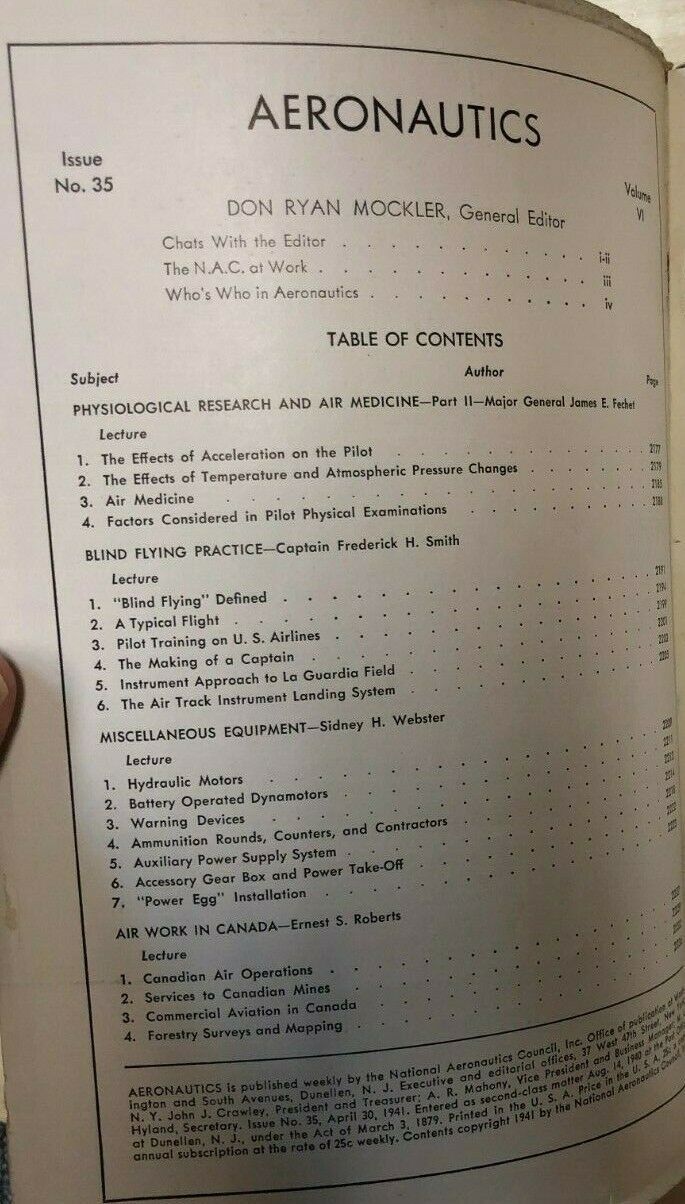 AERONAUTICS
Issue
No. 35
Volume
VI
DON RYAN MOCKLER, General Editor
Chats With the Editor . . . . . . . . . . . i-ii
The N.A.C. at Work . . . . . . . . . . . . iii
Who's Who in Aeronautics . . . . . . . . . . iv
TABLE OF CONTENTS
Subject Author Page
PHYSIOLOGICAL RESEARCH AND AIR MEDICINE—Part II—Major General James E. Fechet
Lecture
1. The Effects of Acceleration on the Pilot . . . . . . . . . . . 2177
2. The Effects of Temperature and Atmospheric Pressure Changes . . . . . . . 2179
3. Air Medicine . . . . . . . . . . . . . . . . . 2185
4. Factors Considered in Pilot Physical Examinations . . . . . . . . . 2188
BLIND FLYING PRACTICE—Captain Frederick H. Smith
Lecture
1. "Blind Flying" Defined . . . . . . . . . . . . . . . 2191
2. A Typical Flight . . . . . . . . . . . . . . . . 2194
3. Pilot Training on U. S. Airlines . . . . . . . . . . . . . 2199
4. The Making of a Captain . . . . . . . . . . . . . . 2201
5. Instrument Approach to La Guardia Field . . . . . . . . . . .
6. The Air Track Instrument Landing System . . . . . . . . . . .
MISCELLANEOUS EQUIPMENT—Sidney H. Webster
Lecture
1. Hydraulic Motors . . . . . . . . . . . . . . . .
2. Battery Operated Dynamotors . . . . . . . . . . . . .
3. Warning Devices . . . . . . . . . . . . . . . .
4. Ammunition Rounds, Counters, and Contractors . . . . . . . . .
5. Auxiliary Power Supply System . . . . . . . . . . . . .
6. Accessory Gear Box and Power Take-Off . . . . . . . . . .
7. "Power Egg" Installation . . . . . . . . . . . . . .
AIR WORK IN CANADA—Ernest S. Roberts
Lecture
1. Canadian Air Operations . . . . . . . . . . . . . .
2. Services to Canadian Mines . . . . . . . . . . . . .
3. Commercial Aviation in Canada . . . . . . . . . . . .
4. Forestry Surveys and Mapping . . . . . . . . . . . .
AERONAUTICS is published weekly by the National Aeronautics Council, Inc. Office of publication of
ington and South Avenues, Dunellen, N. J. Executive and editorial offices, 37 West 47th Street, New
N. Y. John J. Crawley, President and Treasurer; A. R. Mahony, Vice President and Business Manager;
Hyland, Secretary. Issue No. 35, April 30, 1941. Entered as second-class matter Aug. 14, 1940 at the Post
at Dunellen, N. J., under the Act of March 3, 1879. Printed in the U. S. A. Price in the U. S. A. 25c
annual subscription at the rate of 25c weekly. Contents copyright 1941 by the National Aeronautics Council,